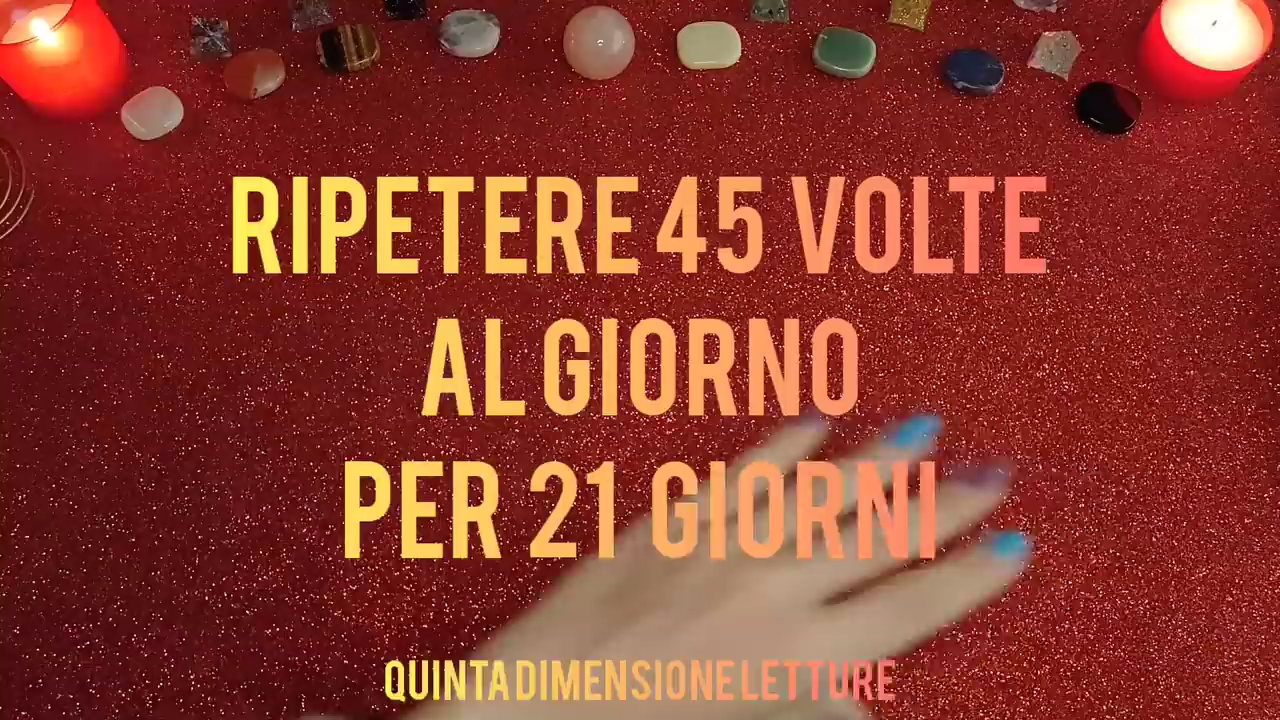 RIPETERE 45 VOLTE
AL GIORNO
PER 21 GIORNI
QUINTA DIMENSIONE LETTURE